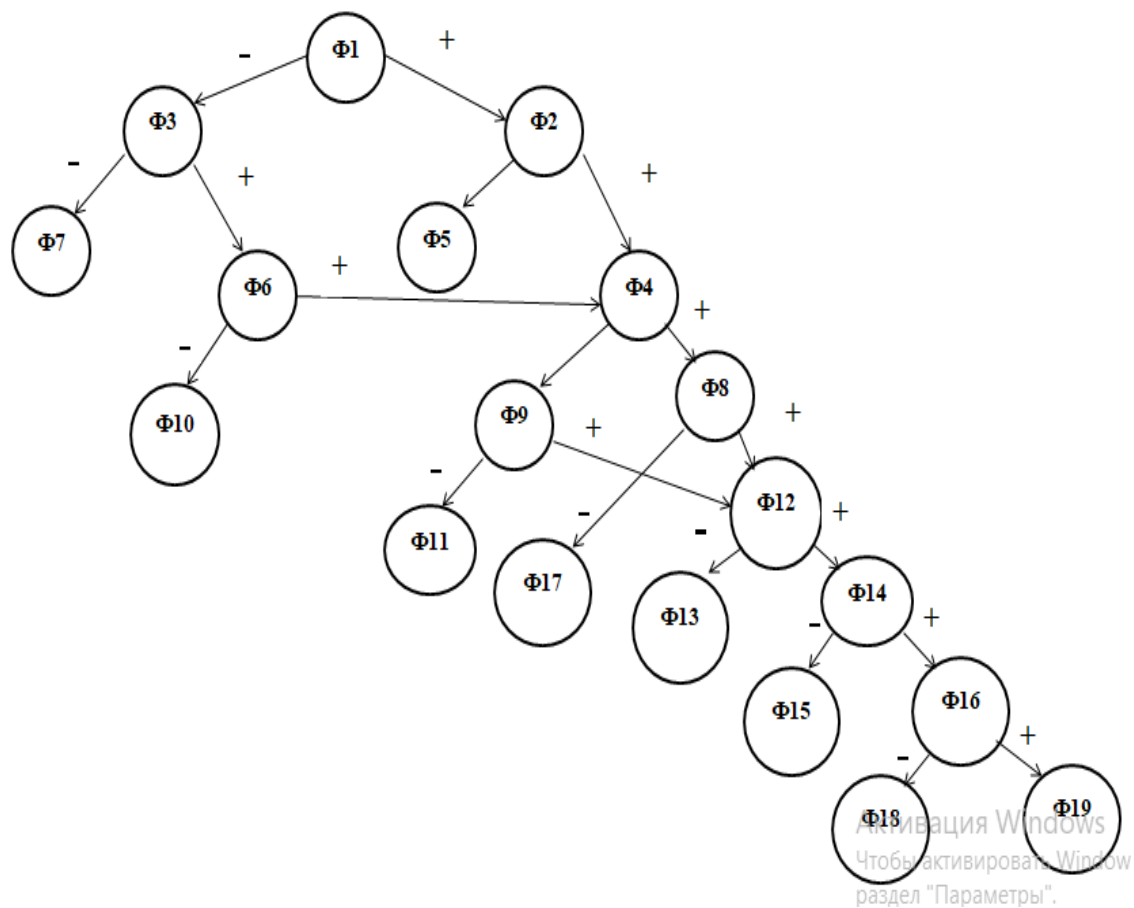 Ф1
-
+
Ф3
Ф2
-
+
+
Ф7
Ф5
Ф6
+
Ф4
+
-
Ф10
Ф9
+
Ф8
+
-
Ф11
-
Ф17
-
Ф12
+
Ф13
Ф14
-
+
Ф15
Ф16
-
+
Ф18
Ф19
Активация Windows
Чтобы активировать Window
раздел "Параметры".